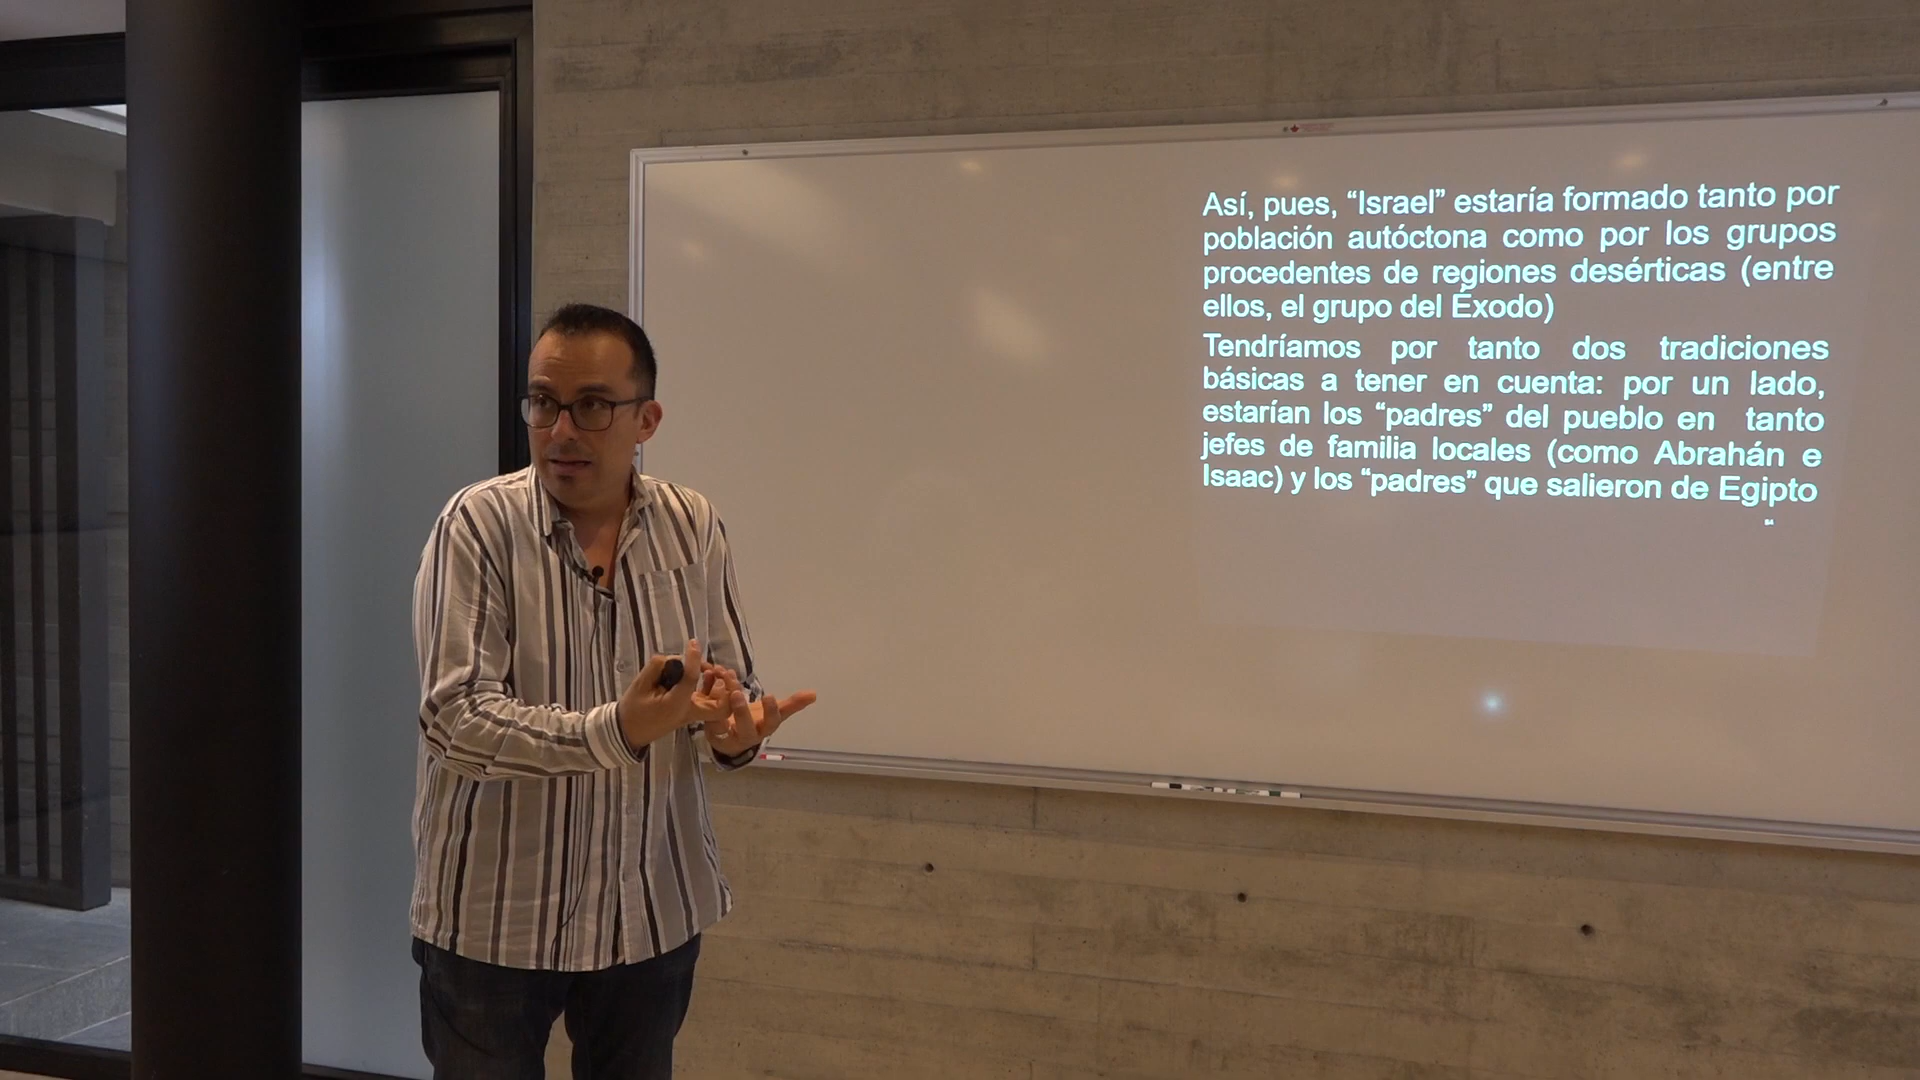 Así, pues, “Israel” estaría formado tanto por
población autóctona como por los grupos
procedentes de regiones desérticas (entre
ellos, el grupo del Éxodo)
Tendríamos por tanto dos tradiciones
básicas a tener en cuenta: por un lado,
estarían los “padres” del pueblo en tanto
jefes de familia locales (como Abrahán e
Isaac) y los “padres” que salieron de Egipto